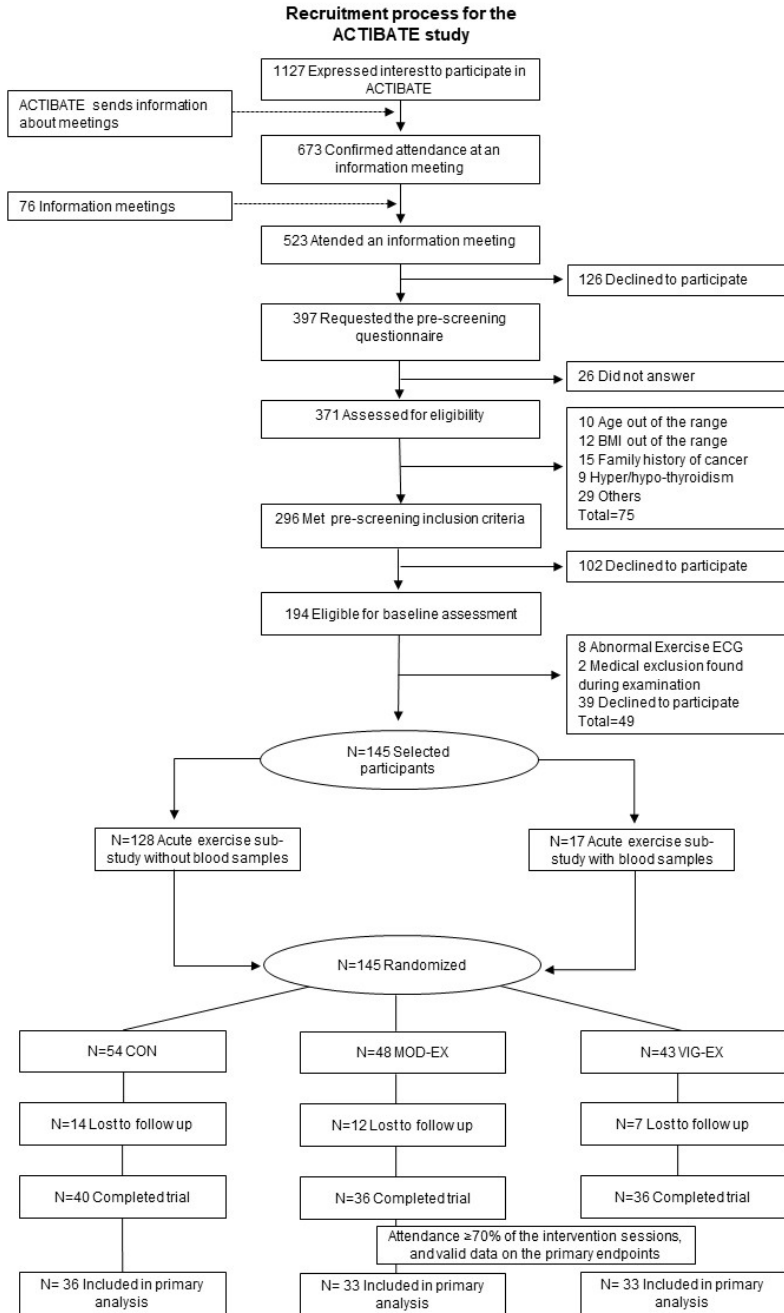 Recruitment process for the
ACTIBATE study
1127 Expressed interest to participate in
ACTIBATE
ACTIBATE sends information
about meetings
673 Confirmed attendance at an
information meeting
76 Information meetings
523 Atended an information meeting
126 Declined to participate
397 Requested the pre-screening
questionnaire
26 Did not answer
371 Assessed for eligibility
10 Age out of the range
12 BMI out of the range
15 Family history of cancer
9 Hyper/hypo-thyroidism
29 Others
Total=75
296 Met pre-screening inclusion criteria
102 Declined to participate
194 Eligible for baseline assessment
8 Abnormal Exercise ECG
2 Medical exclusion found
during examination
39 Declined to participate
Total=49
N=145 Selected
participants
N=128 Acute exercise sub-
study without blood samples
N=17 Acute exercise sub-
study with blood samples
N=145 Randomized
N=54 CON
N=48 MOD-EX
N=43 VIG-EX
N=14 Lost to follow up
N=12 Lost to follow up
N=7 Lost to follow up
N=40 Completed trial
N=36 Completed trial
N=36 Completed trial
Attendance ≥70% of the intervention sessions,
and valid data on the primary endpoints
N= 36 Included in primary
analysis
N= 33 Included in primary
analysis
N= 33 Included in primary
analysis